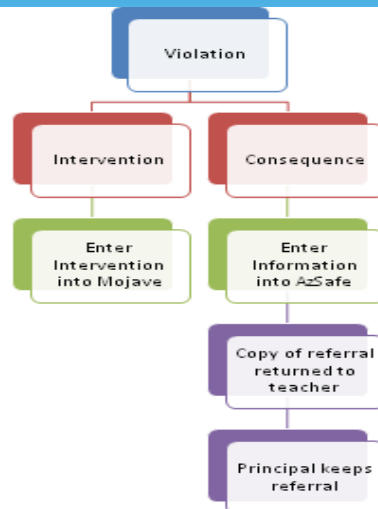 Violation
Intervention
Consequence
Enter
Intervention
into Mojave
Enter
Information
into AzSafe
Copy of referral
returned to
teacher
Principal keeps
referral